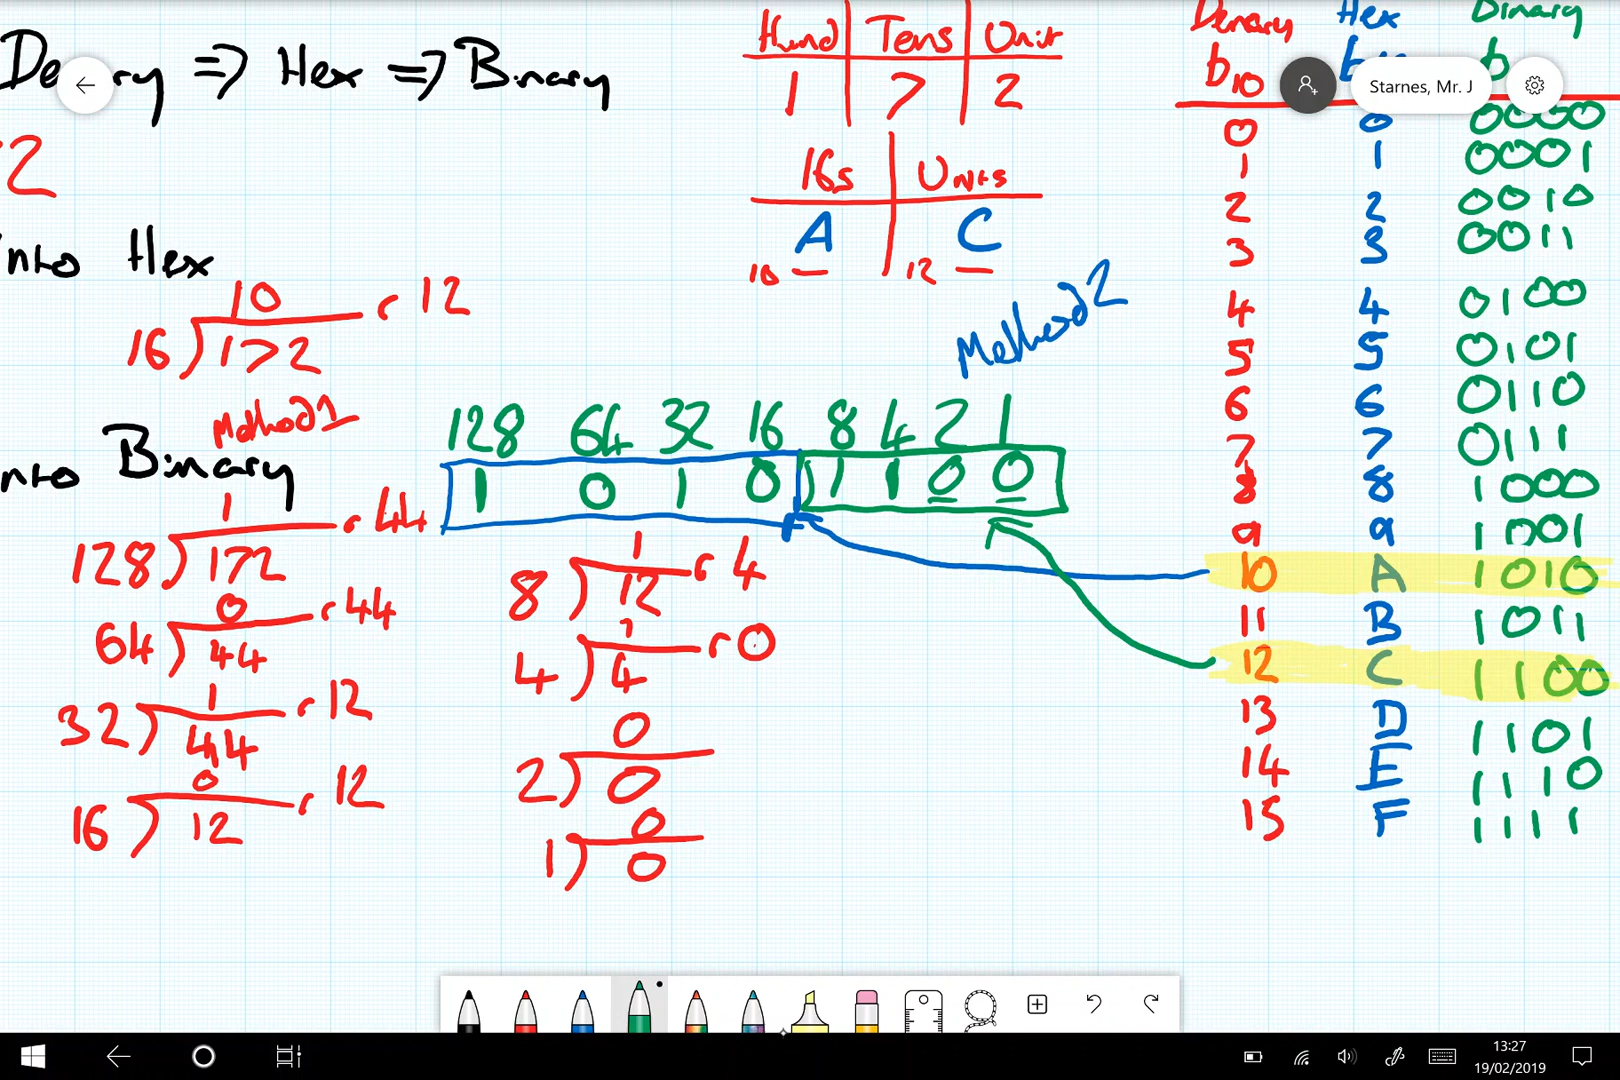 Denary => Hex => Binary
2
into Hex
10 r 12
16 172
Method 1
into Binary
1 r 44
128 172
0 r 44
64 44
1 r 12
32 44
0 r 12
16 12
Hund Tens Unit
1 7 2
16s Units
A C
10 12
Method 2
128 64 32 16 8 4 2 1
1 0 1 0 1 1 0 0
1 r 4
8 12
1 r 0
4 4
0
2 0
0
1 0
Denary Hex Binary
b10 b
Starnes, Mr. J
0 0 0000
1 1 0001
2 2 0010
3 3 0011
4 4 0100
5 5 0101
6 6 0110
7 7 0111
8 8 1000
9 9 1001
10 A 1010
11 B 1011
12 C 1100
13 D 1101
14 E 1110
15 F 1111
13:27
19/02/2019